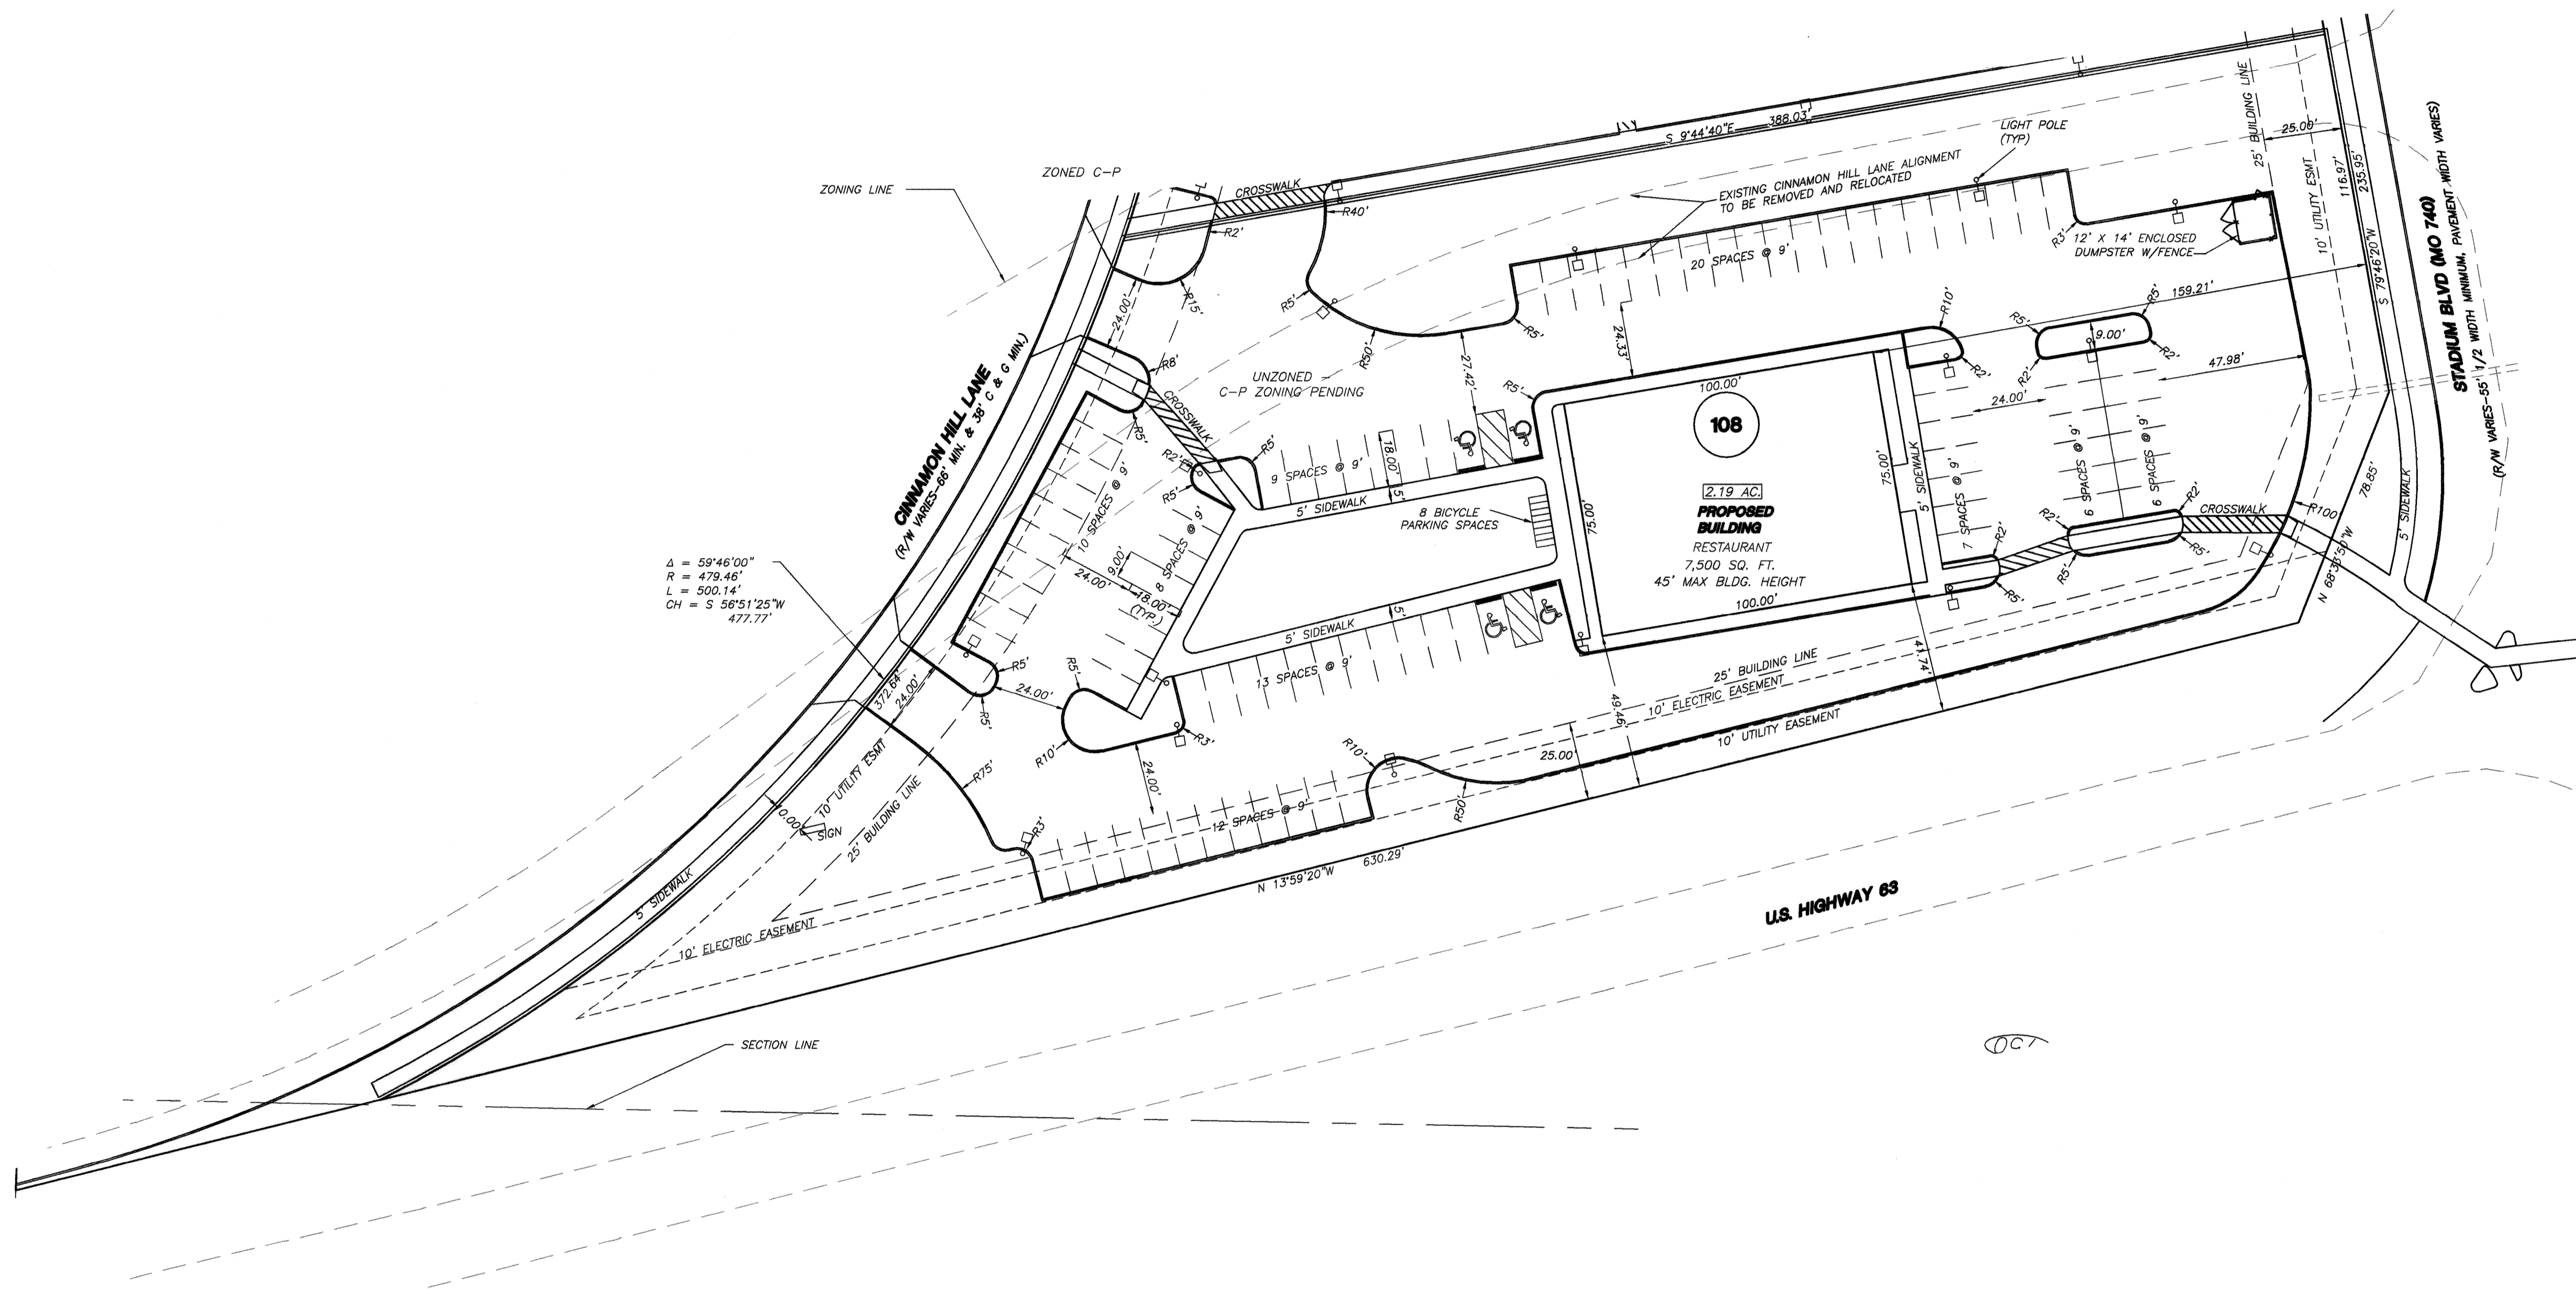 ZONING LINE
ZONED C-P
CROSSWALK
R2'
R40'
R15'
24.00'
S 9°44'40"E 388.03'
EXISTING CINNAMON HILL LANE ALIGNMENT
TO BE REMOVED AND RELOCATED
LIGHT POLE
(TYP)
25' BUILDING LINE
25.00'
10' UTILITY ESMT
116.97'
235.95'
S 79°46'20"W
STADIUM BLVD (MO 740)
(R/W VARIES-55' 1/2 WIDTH MINIMUM, PAVEMENT WIDTH VARIES)
12' X 14' ENCLOSED
DUMPSTER W/FENCE
R3'
20 SPACES @ 9'
R5'
R50'
R5'
27.42'
24.33'
159.21'
R10'
R2'
R5'
R5'
R2'
R2'
9.00'
47.98'
24.00'
CINNAMON HILL LANE
(R/W VARIES-66' MIN. & 38' C & G MIN.)
R8'
CROSSWALK
R5'
R2'
R5'
R5'
UNZONED -
C-P ZONING PENDING
9 SPACES @ 9'
18.00'
5'
5' SIDEWALK
R5'
100.00'
108
2.19 AC.
PROPOSED
BUILDING
RESTAURANT
7,500 SQ. FT.
45' MAX BLDG. HEIGHT
100.00'
75.00'
75.00'
5' SIDEWALK
7 SPACES @ 9'
6 SPACES @ 9'
6 SPACES @ 9'
R2'
R5'
R2'
R2'
R5'
R5'
CROSSWALK
R100'
78.85'
N 68°33'50"W
5' SIDEWALK
8 BICYCLE
PARKING SPACES
10 SPACES @ 9'
8 SPACES @ 9'
9.00'
24.00'
18.00'
(TYP.)
5' SIDEWALK
5'
13 SPACES @ 9'
Δ = 59°46'00"
R = 479.46'
L = 500.14'
CH = S 56°51'25"W
477.77'
372.64'
24.00'
R5'
R5'
24.00'
R5'
R10'
R3'
24.00'
R75'
R3'
12 SPACES @ 9'
R10'
R50'
25.00'
49.46'
41.74'
25' BUILDING LINE
10' ELECTRIC EASEMENT
10' UTILITY EASEMENT
10' UTILITY ESMT
25' BUILDING LINE
SIGN
5' SIDEWALK
10' ELECTRIC EASEMENT
N 13°59'20"W 630.29'
U.S. HIGHWAY 63
SECTION LINE